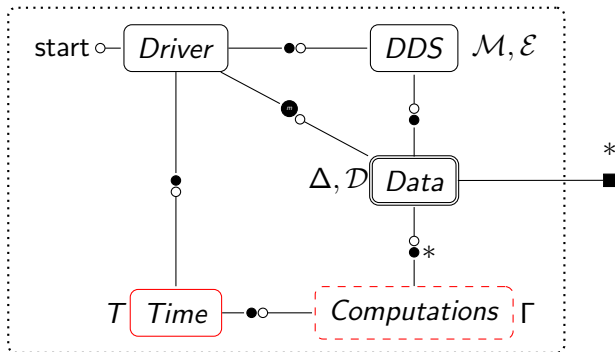 start Driver DDS ℳ, ℰ
m
*
Δ, 𝒟 Data
*
T Time Computations Γ